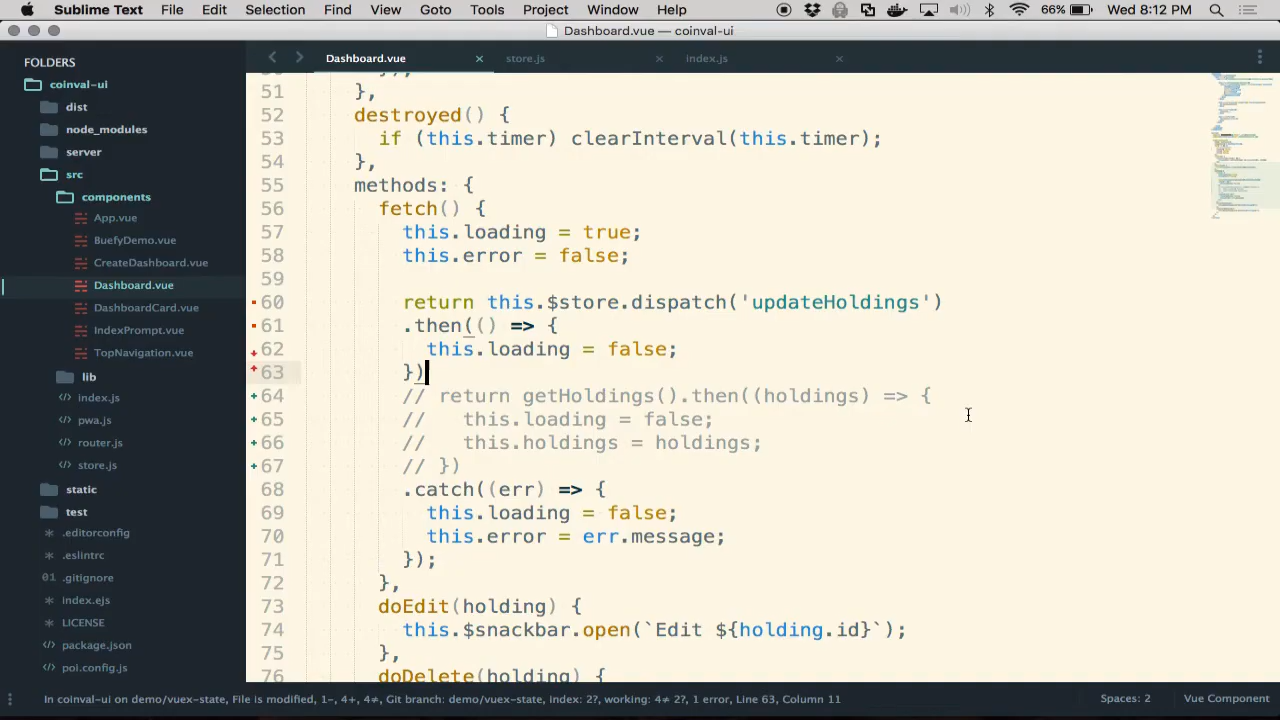 Sublime Text File Edit Selection Find View Goto Tools Project Window Help 66% Wed 8:12 PM
Dashboard.vue — coinval-ui
FOLDERS
coinval-ui
dist
node_modules
server
src
components
App.vue
BuefyDemo.vue
CreateDashboard.vue
Dashboard.vue
DashboardCard.vue
IndexPrompt.vue
TopNavigation.vue
lib
index.js
pwa.js
router.js
store.js
static
test
.editorconfig
.eslintrc
.gitignore
index.ejs
LICENSE
package.json
poi.config.js
Dashboard.vue × store.js × index.js ×
51 },
52 destroyed() {
53 if (this.timer) clearInterval(this.timer);
54 },
55 methods: {
56 fetch() {
57 this.loading = true;
58 this.error = false;
59
60 return this.$store.dispatch('updateHoldings')
61 .then(() => {
62 this.loading = false;
63 })
64 // return getHoldings().then((holdings) => {
65 // this.loading = false;
66 // this.holdings = holdings;
67 // })
68 .catch((err) => {
69 this.loading = false;
70 this.error = err.message;
71 });
72 },
73 doEdit(holding) {
74 this.$snackbar.open(`Edit ${holding.id}`);
75 },
76 doDelete(holding) {
In coinval-ui on demo/vuex-state, File is modified, 1-, 4+, 4≠, Git branch: demo/vuex-state, index: 2?, working: 4≠ 2?, 1 error, Line 63, Column 11 Spaces: 2 Vue Component